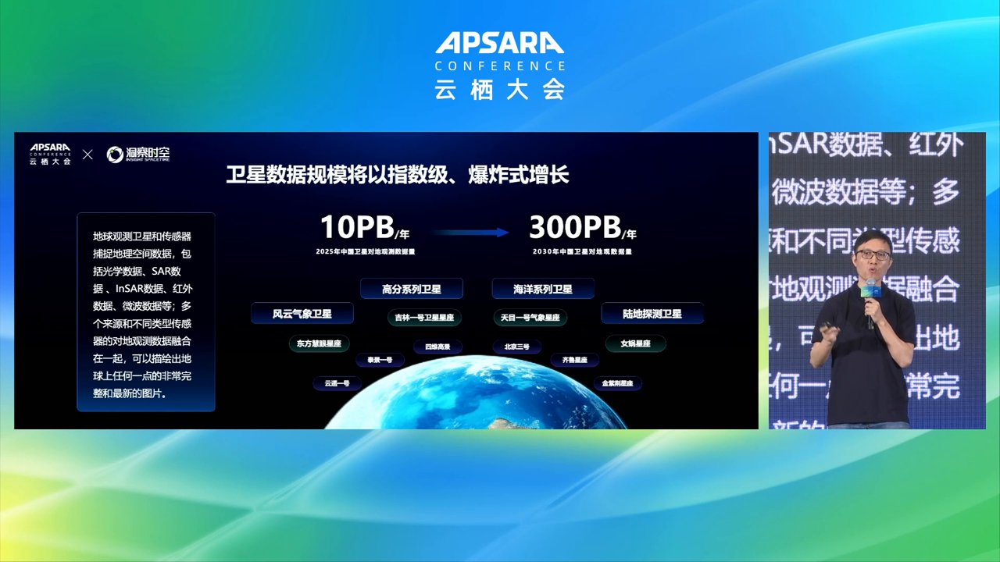 APSARA
CONFERENCE
云栖大会
APSARA
CONFERENCE
云栖大会
洞察时空
INSIGHT SPACETIME
卫星数据规模将以指数级、爆炸式增长
地球观测卫星和传感器
捕捉地理空间数据，包
括光学数据、SAR数
据 、InSAR数据、红外
数据、微波数据等；多
个来源和不同类型传感
器的对地观测数据融合
在一起，可以描绘出地
球上任何一点的非常完
整和最新的图片。
10PB/年
2025年中国卫星对地观测数据量
300PB/年
2030年中国卫星对地观数据量
高分系列卫星
海洋系列卫星
风云气象卫星
吉林一号卫星星座
天目一号气象星座
陆地探测卫星
东方慧眼星座
四维高景
北京三号
女娲星座
泰景一号
齐鲁星座
云遥一号
金紫荆星座
InSAR数据、红外
微波数据等；多
和不同类型传感
对地观测数据融合
，可 出地
任何一 常完
新的